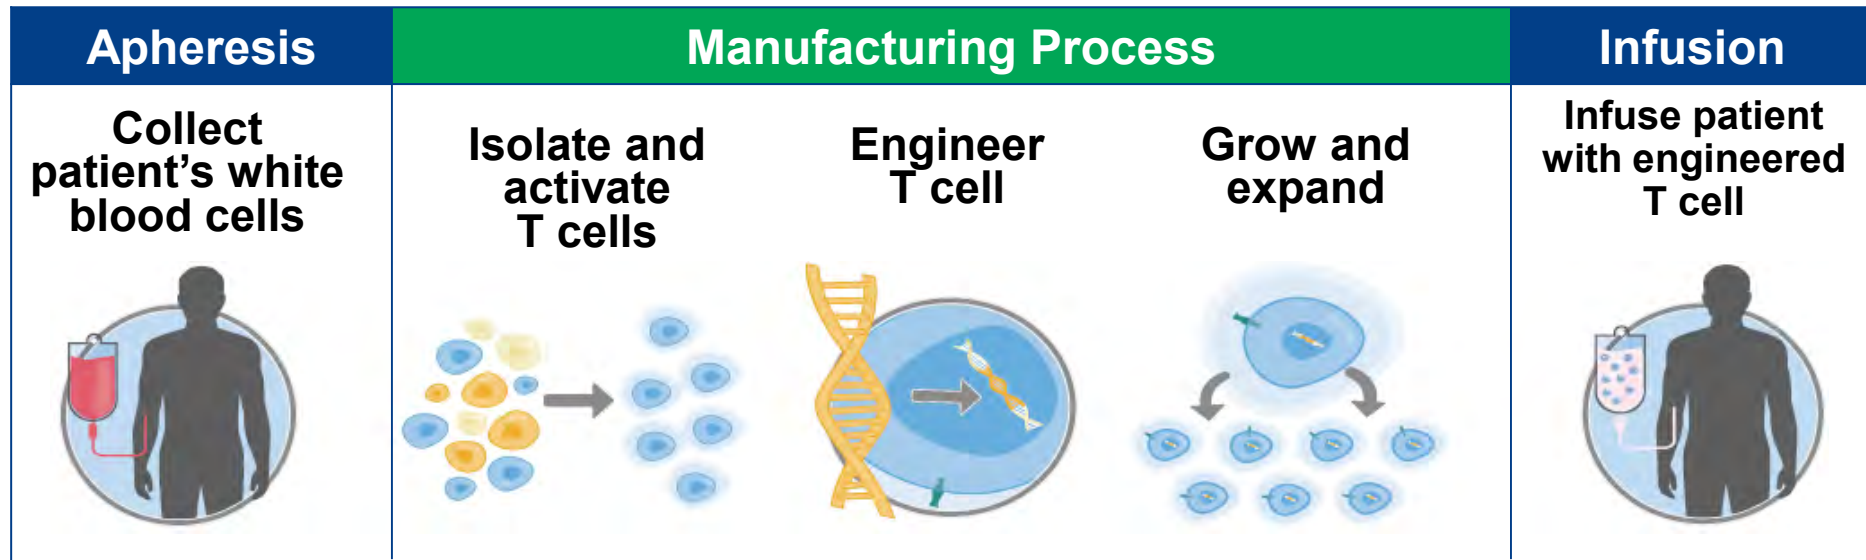 Apheresis
Manufacturing Process
Infusion
Collect
patient’s white
blood cells
Isolate and
activate
T cells
Engineer
T cell
Grow and
expand
Infuse patient
with engineered
T cell